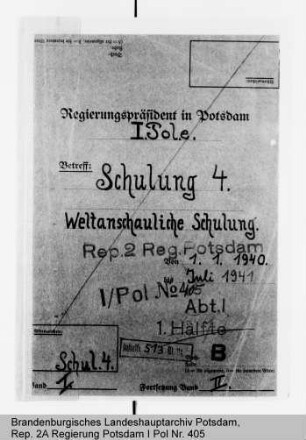 Regierungspräsident in Potsdam
I Pol e.
Betreff:
Schulung 4.
Weltanschauliche Schulung.
Rep.2 Reg.Potsdam
Von 1. 1. 1940.
bis Juli 1941
I/Pol No 405
Abt.I
1. Hälfte
B
Schul. 4.
Band I.
Fortsetzung Band II.
Brandenburgisches Landeshauptarchiv Potsdam,
Rep. 2A Regierung Potsdam I Pol Nr. 405